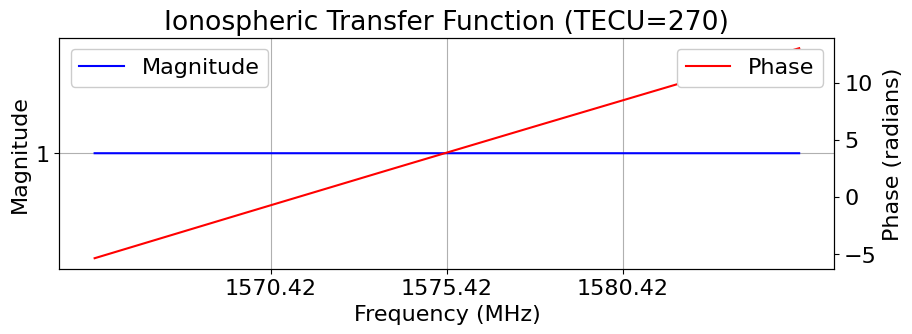 Ionospheric Transfer Function (TECU=270)
Magnitude
Phase
Magnitude
1
10
5
0
−5
Phase (radians)
1570.42
1575.42
1580.42
Frequency (MHz)